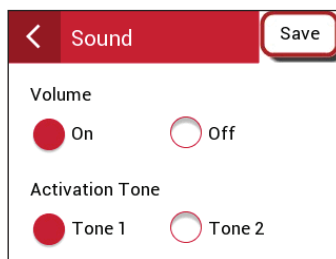 Sound Save
Volume
On Off
Activation Tone
Tone 1 Tone 2